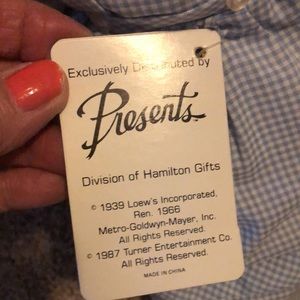 Exclusively Distributed by
Presents
Division of Hamilton Gifts
© 1939 Loew's Incorporated,
Ren. 1966
Metro-Goldwyn-Mayer, Inc.
All Rights Reserved.
© 1987 Turner Entertainment Co.
All Rights Reserved.
MADE IN CHINA